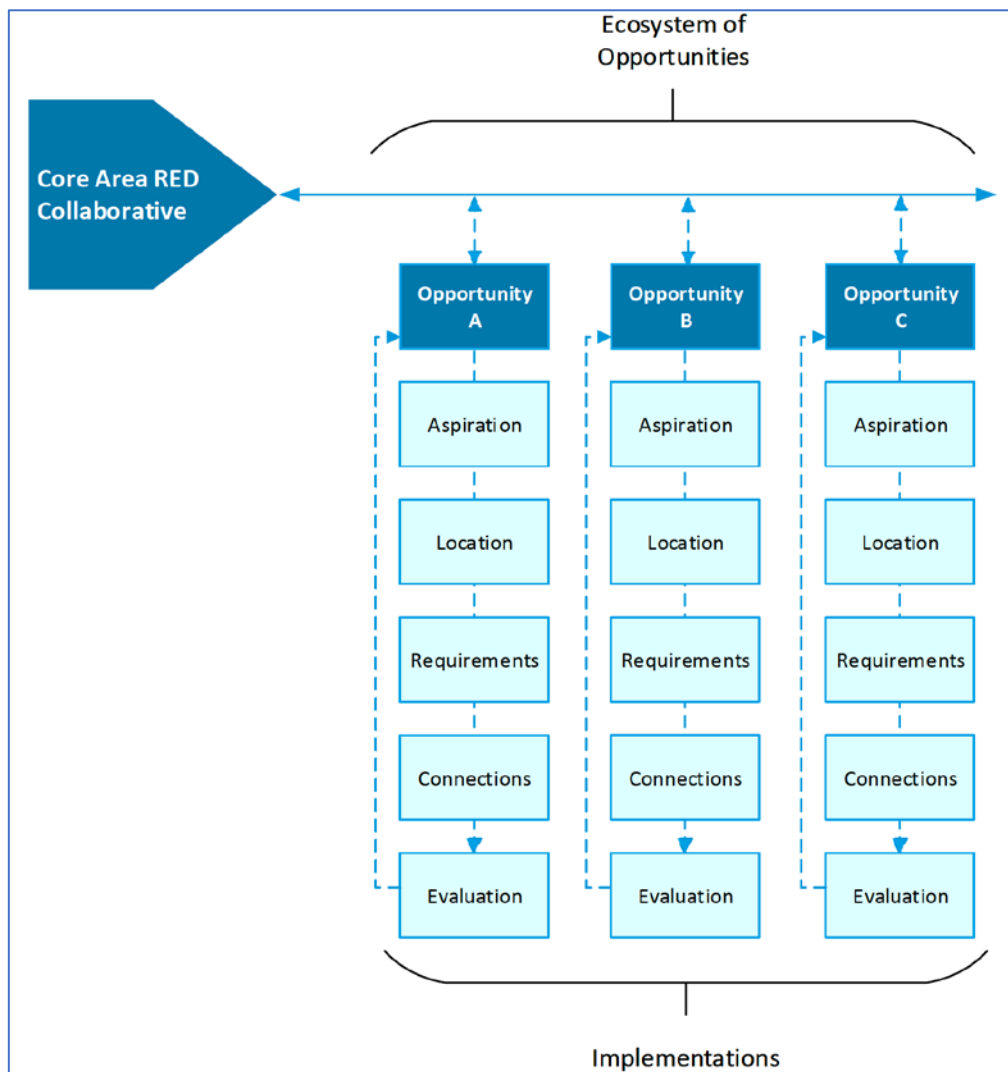 Ecosystem of
Opportunities
Core Area RED
Collaborative
Opportunity
A
Opportunity
B
Opportunity
C
Aspiration
Aspiration
Aspiration
Location
Location
Location
Requirements
Requirements
Requirements
Connections
Connections
Connections
Evaluation
Evaluation
Evaluation
Implementations